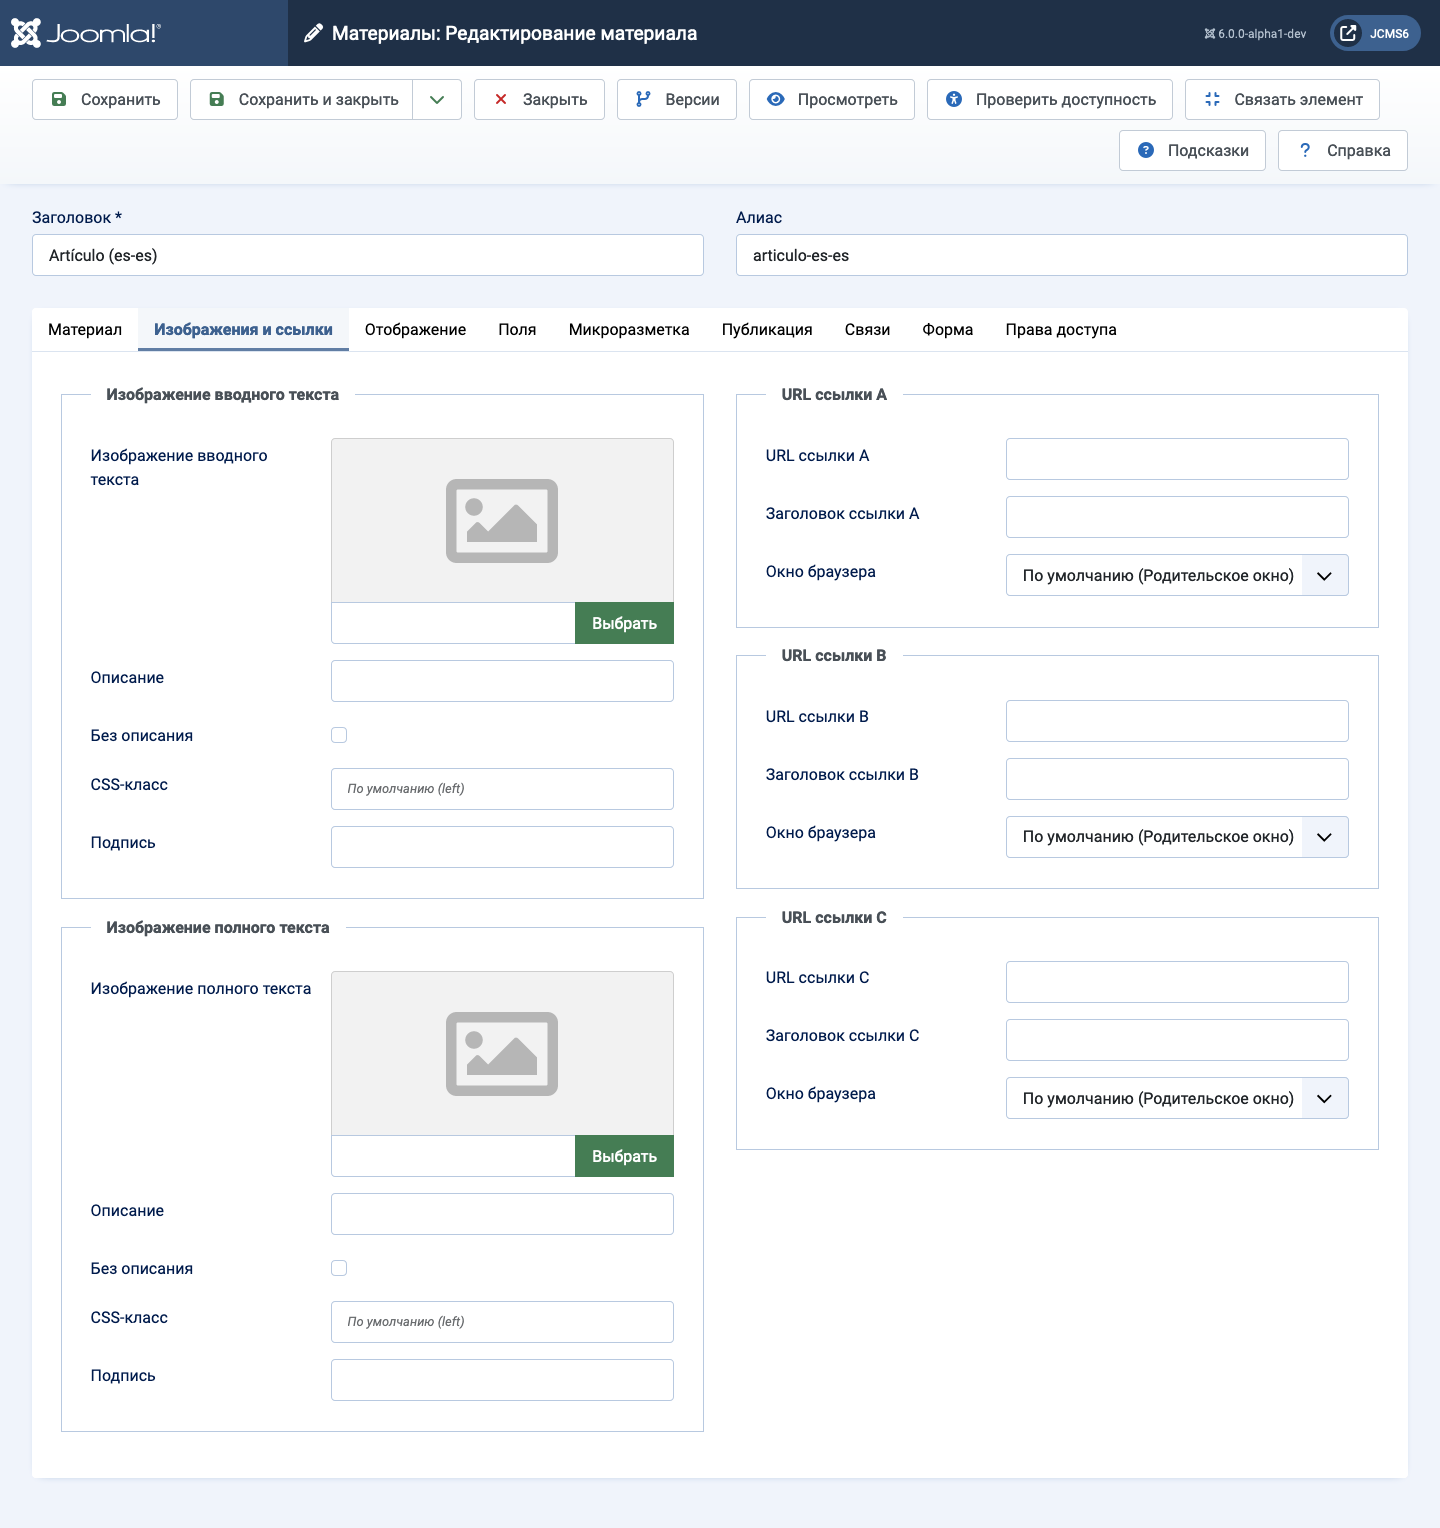 Joomla!®
Материалы: Редактирование материала
6.0.0-alpha1-dev
JCMS6
Сохранить
Сохранить и закрыть
Закрыть
Версии
Просмотреть
Проверить доступность
Связать элемент
Подсказки
Справка
Заголовок *
Алиас
Artículo (es-es)
articulo-es-es
Материал
Изображения и ссылки
Отображение
Поля
Микроразметка
Публикация
Связи
Форма
Права доступа
Изображение вводного текста
Изображение вводного
текста
Выбрать
Описание
Без описания
CSS-класс
По умолчанию (left)
Подпись
Изображение полного текста
Изображение полного текста
Выбрать
Описание
Без описания
CSS-класс
По умолчанию (left)
Подпись
URL ссылки A
URL ссылки A
Заголовок ссылки A
Окно браузера
По умолчанию (Родительское окно)
URL ссылки B
URL ссылки B
Заголовок ссылки B
Окно браузера
По умолчанию (Родительское окно)
URL ссылки C
URL ссылки C
Заголовок ссылки C
Окно браузера
По умолчанию (Родительское окно)